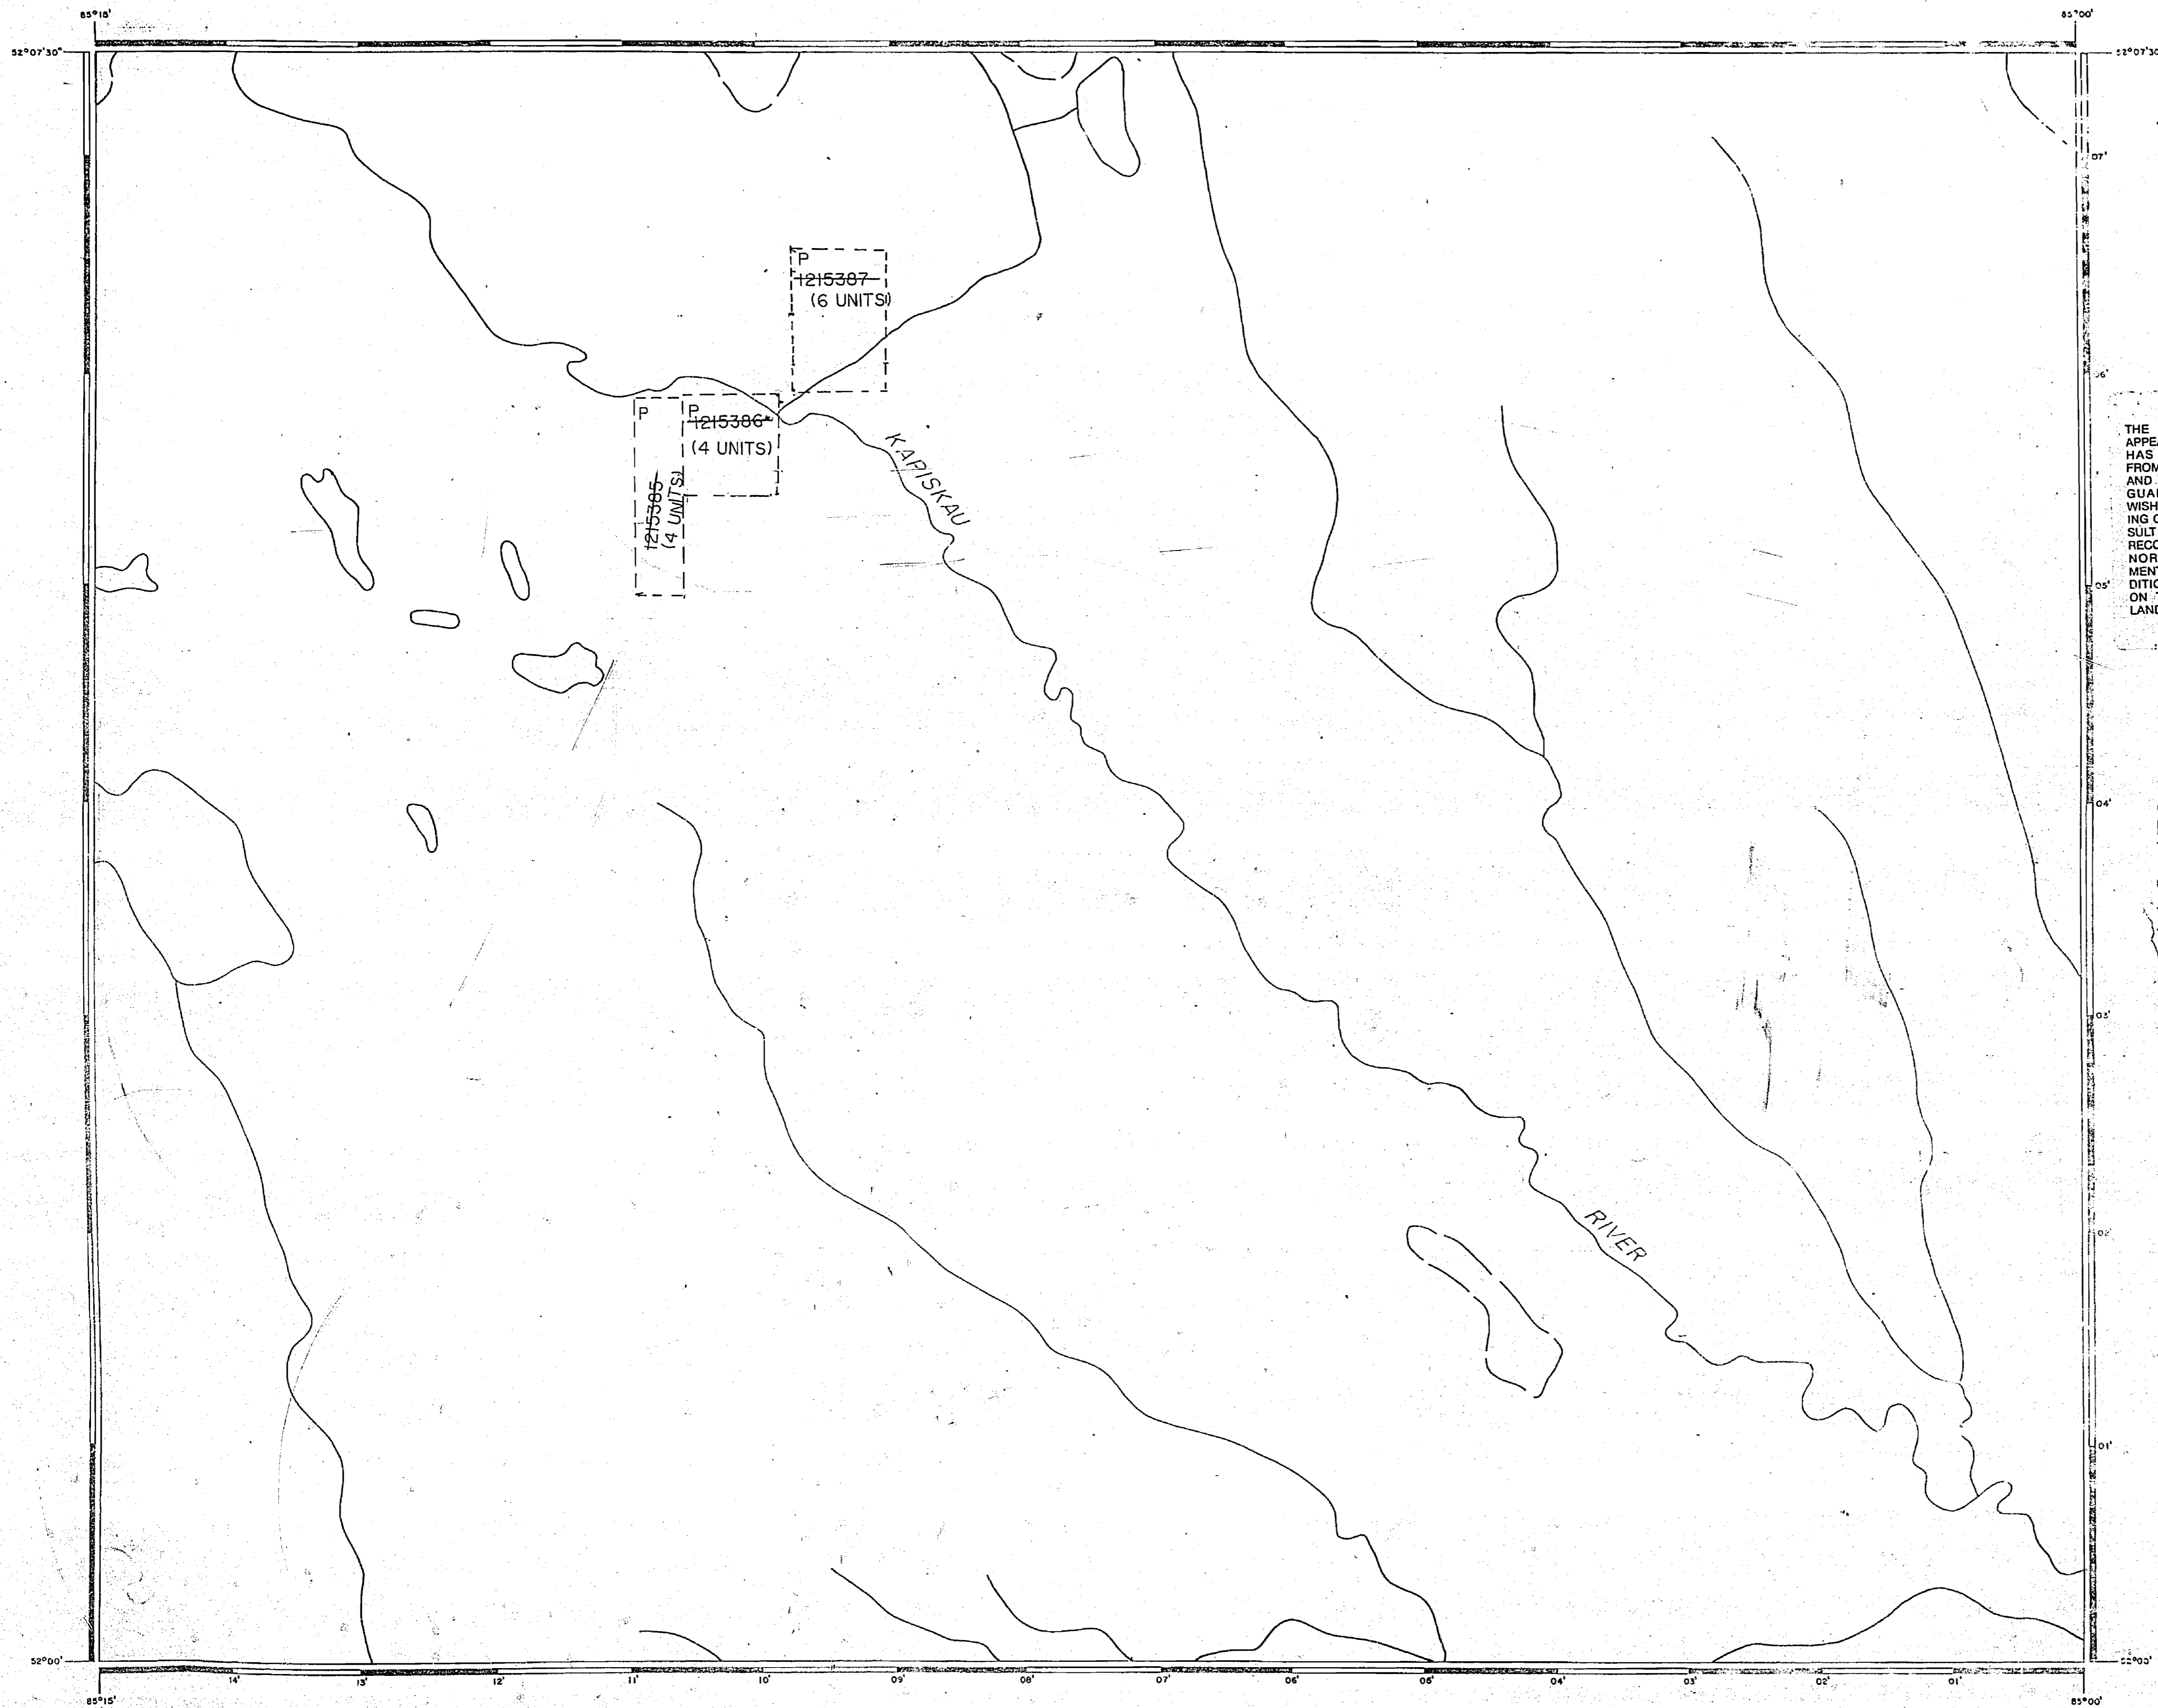 85°15'
85°00'
52°07'30"
52°07'30
07'
P
1215387
(6 UNITS)
06'
P
P
1215386
(4 UNITS)
1215385
(4 UNITS)
KAPISKAU
THE
APPEA
HAS
FROM
AND
GUAR
WISH
ING C
SULT
RECO
NOR
MENT
DITIO
ON
LAND
05'
04'
03'
RIVER
02'
01'
52°00'
52°00'
14'
13'
12'
11'
10'
09'
08'
07'
06'
05'
04'
03'
02'
01'
85°15'
85°00'